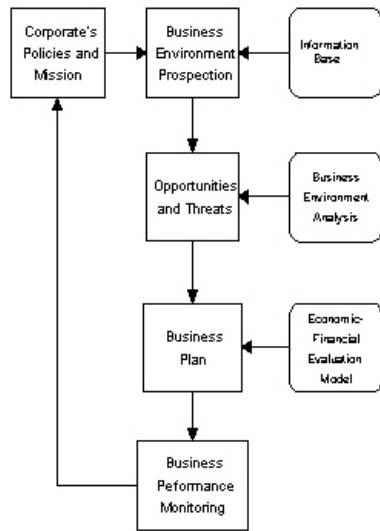 Corporate's
Policies and
Mission
Business
Environment
Prospection
Information
Base
Opportunities
and Threats
Business
Environment
Analysis
Business
Plan
Economic-
Financial
Evaluation
Model
Business
Peformance
Monitoring